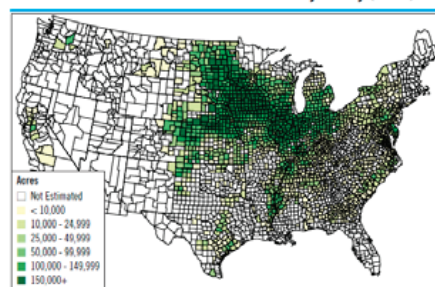 Acres
Not Estimated
< 10,000
10,000 - 24,999
25,000 - 49,999
50,000 - 99,999
100,000 - 149,999
150,000+